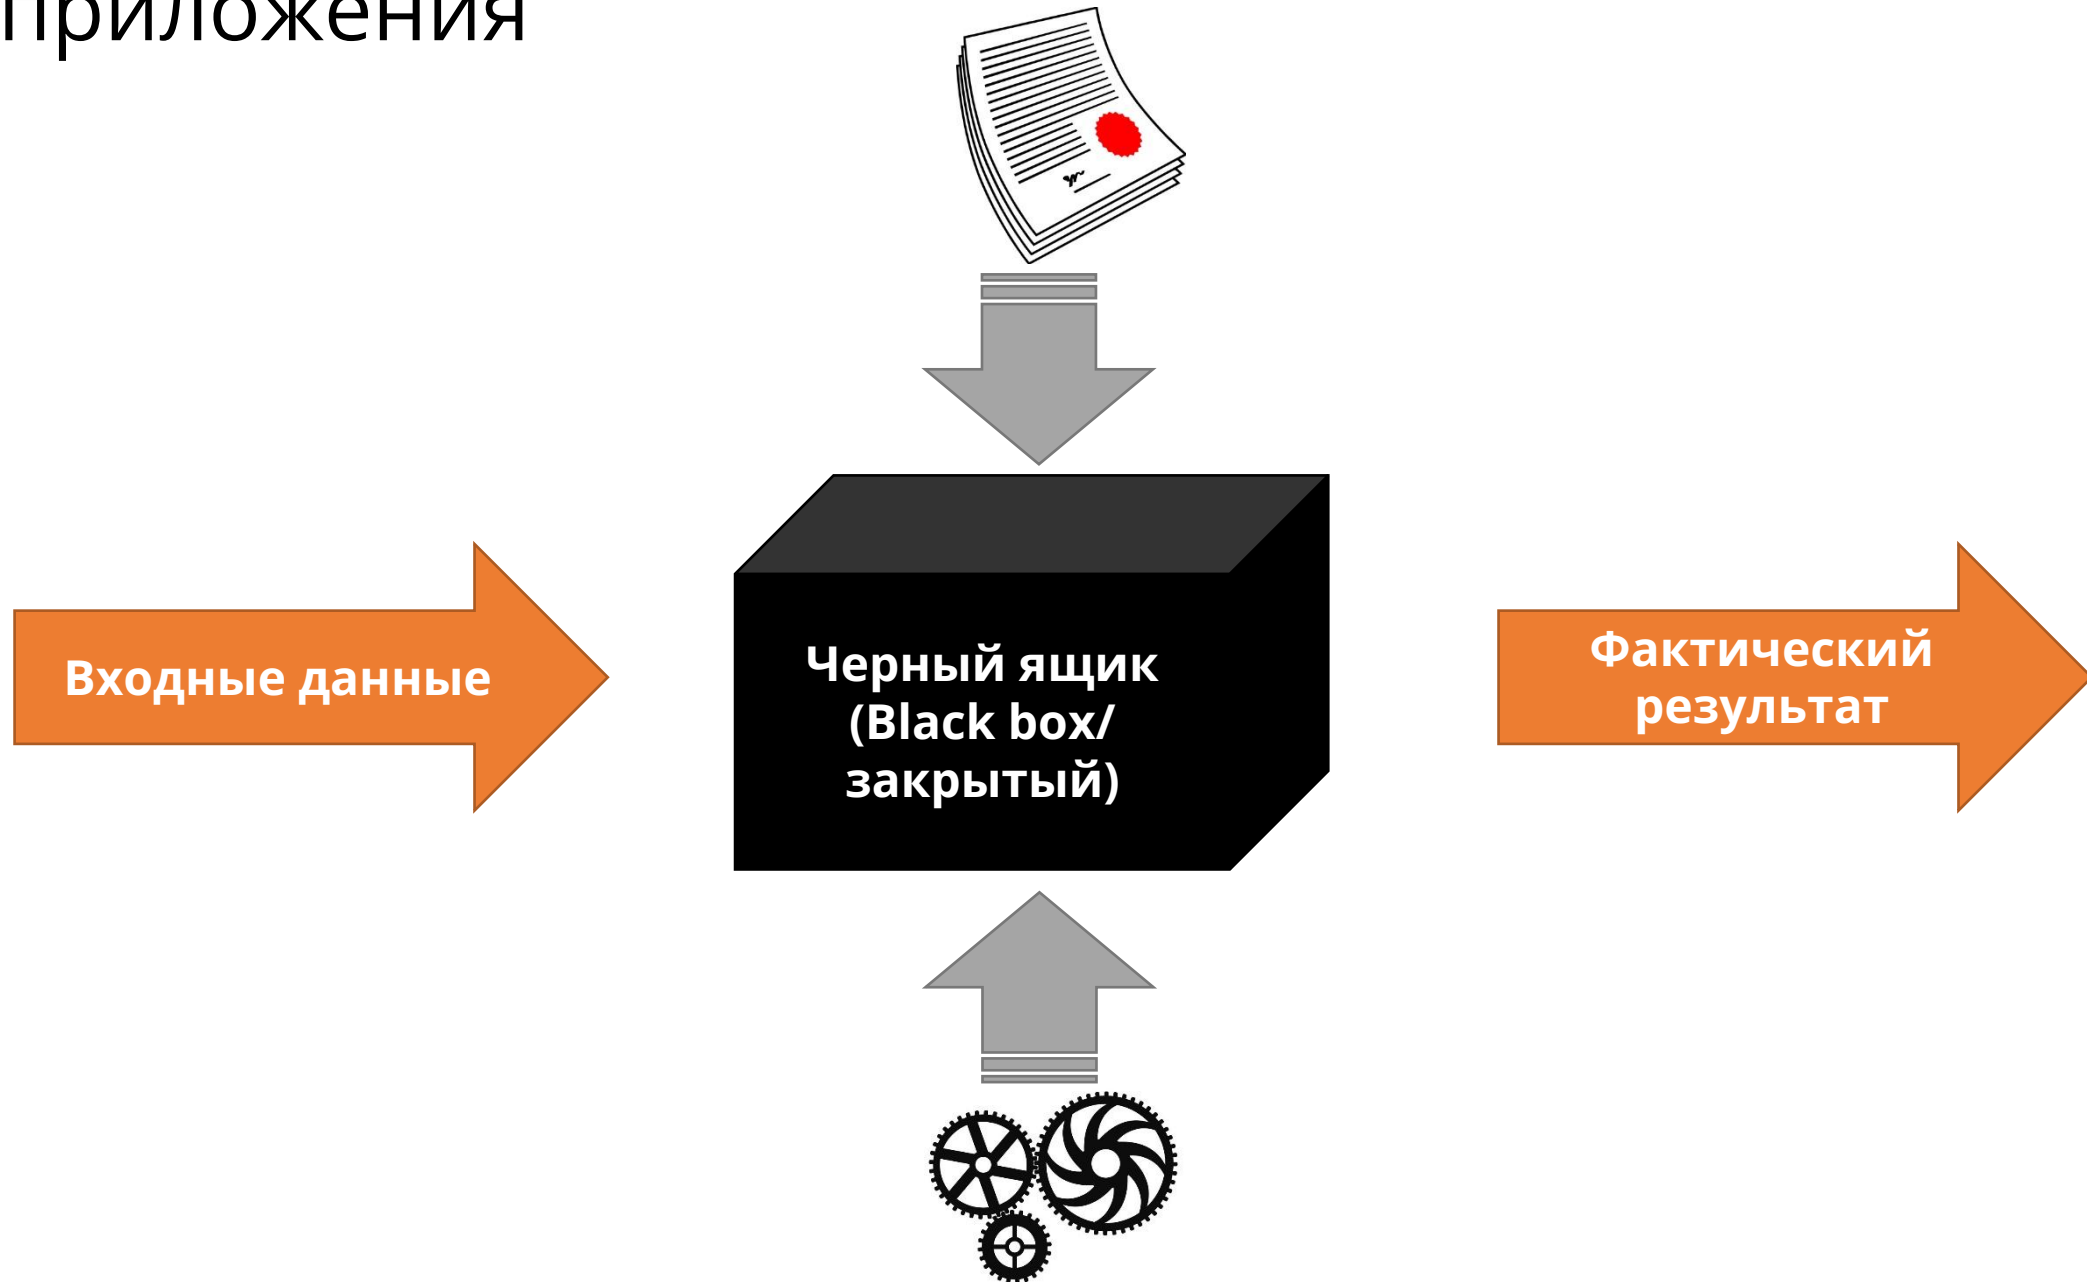 приложения
Входные данные
Черный ящик
(Black box/
закрытый)
Фактический
результат